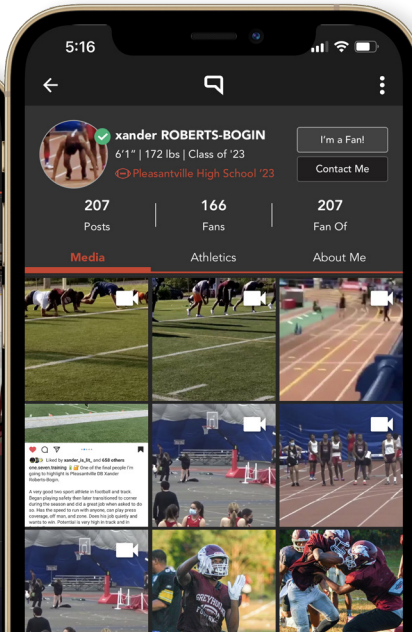 5:16
xander ROBERTS-BOGIN
6'1" | 172 lbs | Class of '23
Pleasantville High School '23
I'm a Fan!
Contact Me
207
166
207
Posts
Fans
Fan Of
Media
Athletics
About Me
Liked by xander_is_lit_ and 659 others
one.seven.training One of the final people I'm
going to highlight is Pleasantville DB Xander
Roberts-Bogin.
A very good two sport athlete in football and track.
Began playing safety then later transitioned to corner
during the season and did a great job when asked to do
so. Has the speed to run with anyone, can play press
coverage, off man, and zone. Does his job quietly and
wants to win. Potential is very high in track and in
GREYHOUNDS